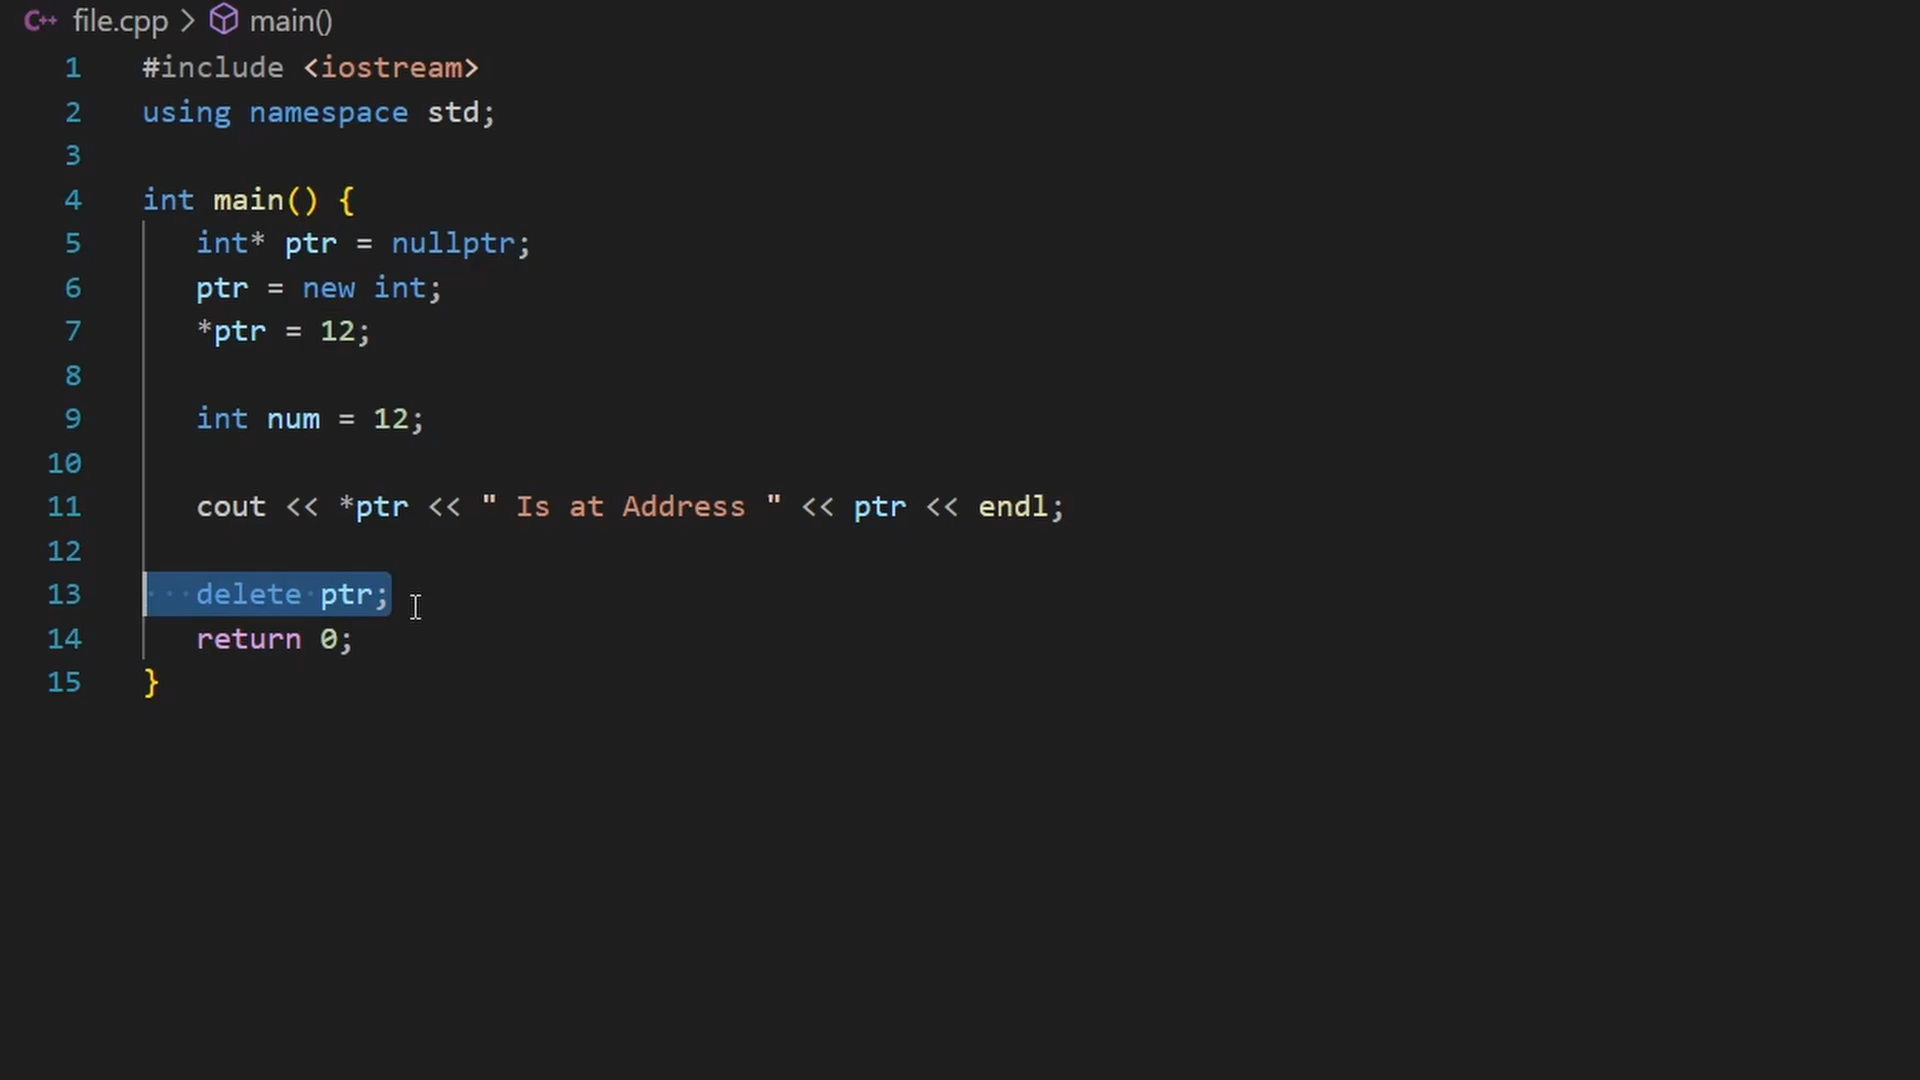 C++ file.cpp > main()
1 #include <iostream>
2 using namespace std;
3
4 int main() {
5 int* ptr = nullptr;
6 ptr = new int;
7 *ptr = 12;
8
9 int num = 12;
10
11 cout << *ptr << " Is at Address " << ptr << endl;
12
13 delete ptr;
14 return 0;
15 }